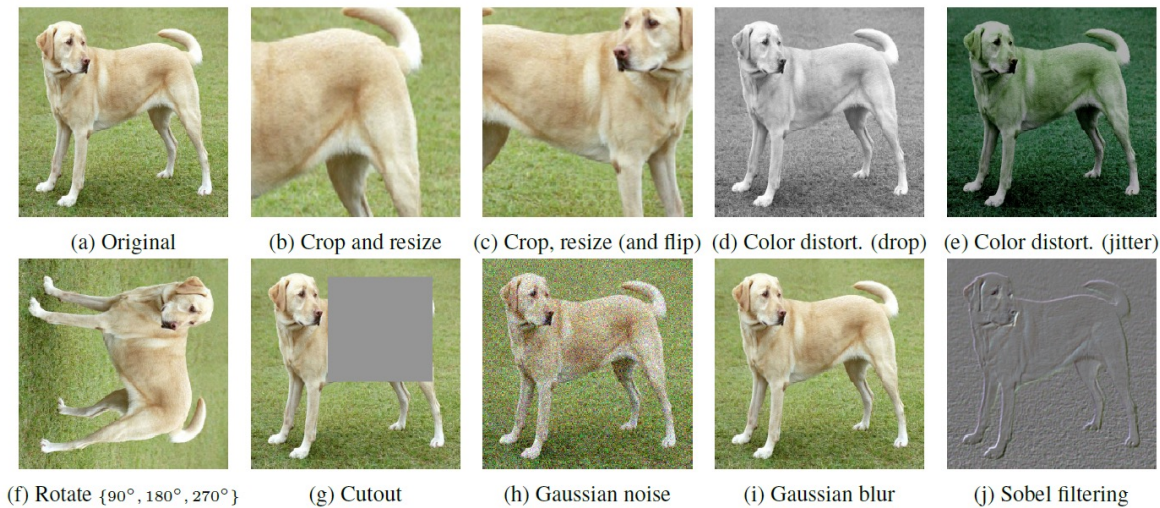 (a) Original
(b) Crop and resize
(c) Crop, resize (and flip)
(d) Color distort. (drop)
(e) Color distort. (jitter)
(f) Rotate {90°, 180°, 270°}
(g) Cutout
(h) Gaussian noise
(i) Gaussian blur
(j) Sobel filtering